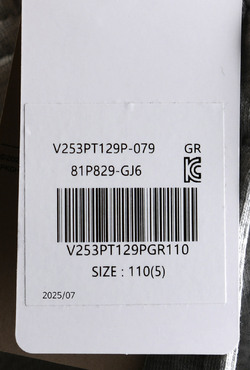 V253PT129P-079 GR
81P829-GJ6
V253PT129PGR110
SIZE : 110(5)
2025/07